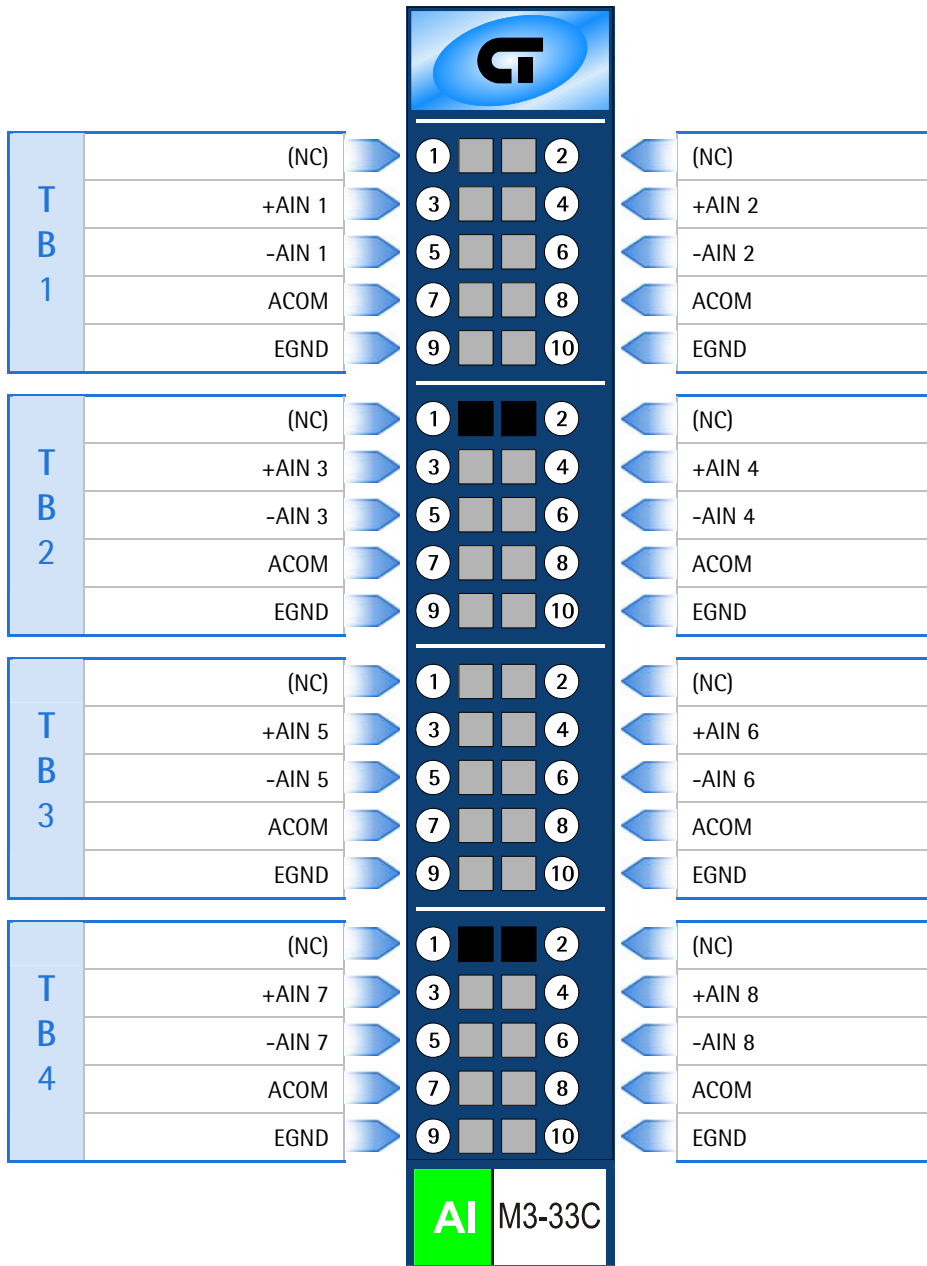 CT
T
B
1
(NC) 1 2 (NC)
+AIN 1 3 4 +AIN 2
-AIN 1 5 6 -AIN 2
ACOM 7 8 ACOM
EGND 9 10 EGND
T
B
2
(NC) 1 2 (NC)
+AIN 3 3 4 +AIN 4
-AIN 3 5 6 -AIN 4
ACOM 7 8 ACOM
EGND 9 10 EGND
T
B
3
(NC) 1 2 (NC)
+AIN 5 3 4 +AIN 6
-AIN 5 5 6 -AIN 6
ACOM 7 8 ACOM
EGND 9 10 EGND
T
B
4
(NC) 1 2 (NC)
+AIN 7 3 4 +AIN 8
-AIN 7 5 6 -AIN 8
ACOM 7 8 ACOM
EGND 9 10 EGND
AI M3-33C